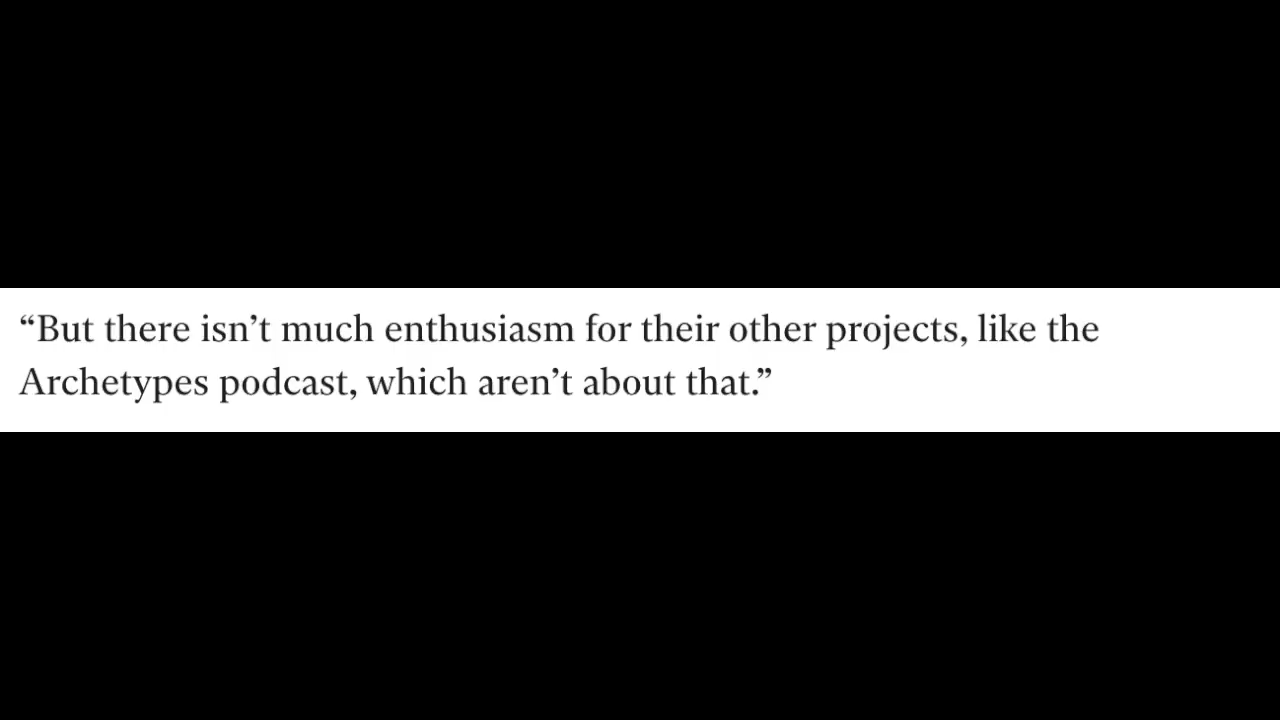 “But there isn’t much enthusiasm for their other projects, like the
Archetypes podcast, which aren’t about that.”